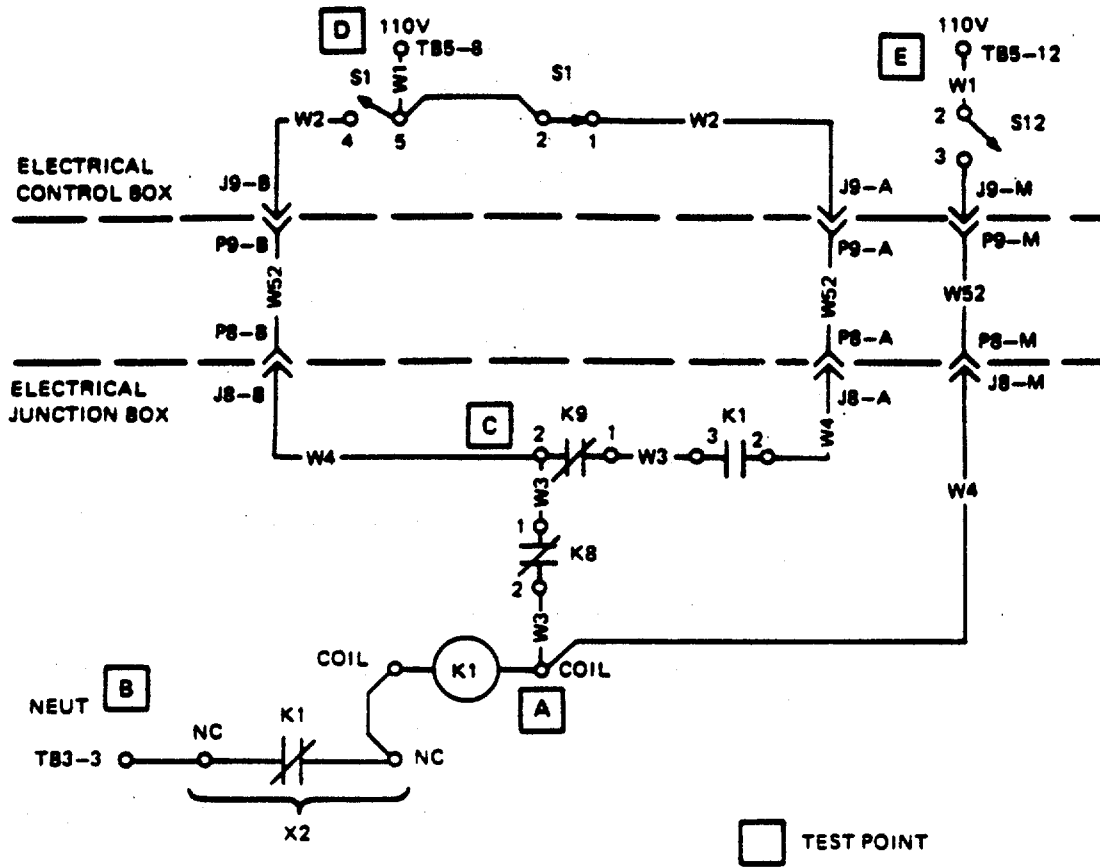 D
110V
TB5-8
W1
S1
S1
W2
4
5
2
1
W2
E
110V
TB5-12
W1
2
S12
3
ELECTRICAL
CONTROL BOX
J9-B
J9-A
J9-M
P9-B
P9-A
P9-M
W52
W52
W52
P8-B
P8-A
P8-M
ELECTRICAL
JUNCTION BOX
J8-B
J8-A
J8-M
C
K9
K1
2
1
3
2
W4
W3
W4
W4
W3
1
K8
2
W3
COIL
K1
COIL
A
NEUT
B
K1
NC
NC
TB3-3
X2
TEST POINT